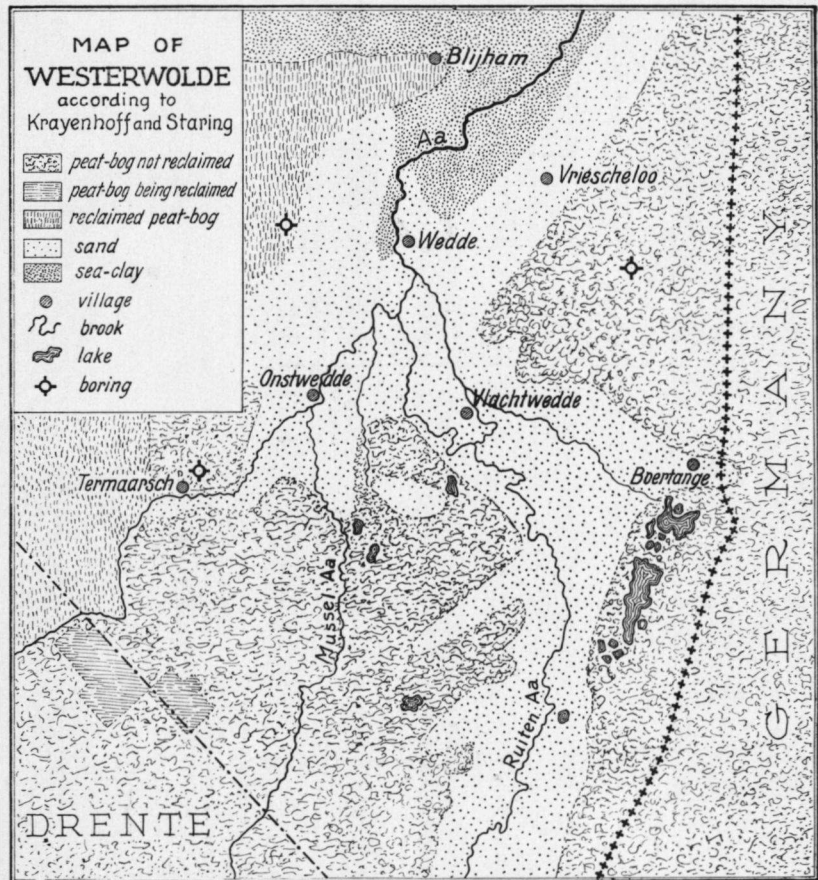 MAP OF
WESTERWOLDE
according to
Krayenhoff and Staring
peat-bog not reclaimed
peat-bog being reclaimed
reclaimed peat-bog
sand
sea-clay
village
brook
lake
boring
Blijham
Aa
Vriescheloo
Wedde
Onstwedde
Vlachtwedde
Termaarsch
Boertange
Mussel Aa
Ruiten Aa
GERMANY
DRENTE